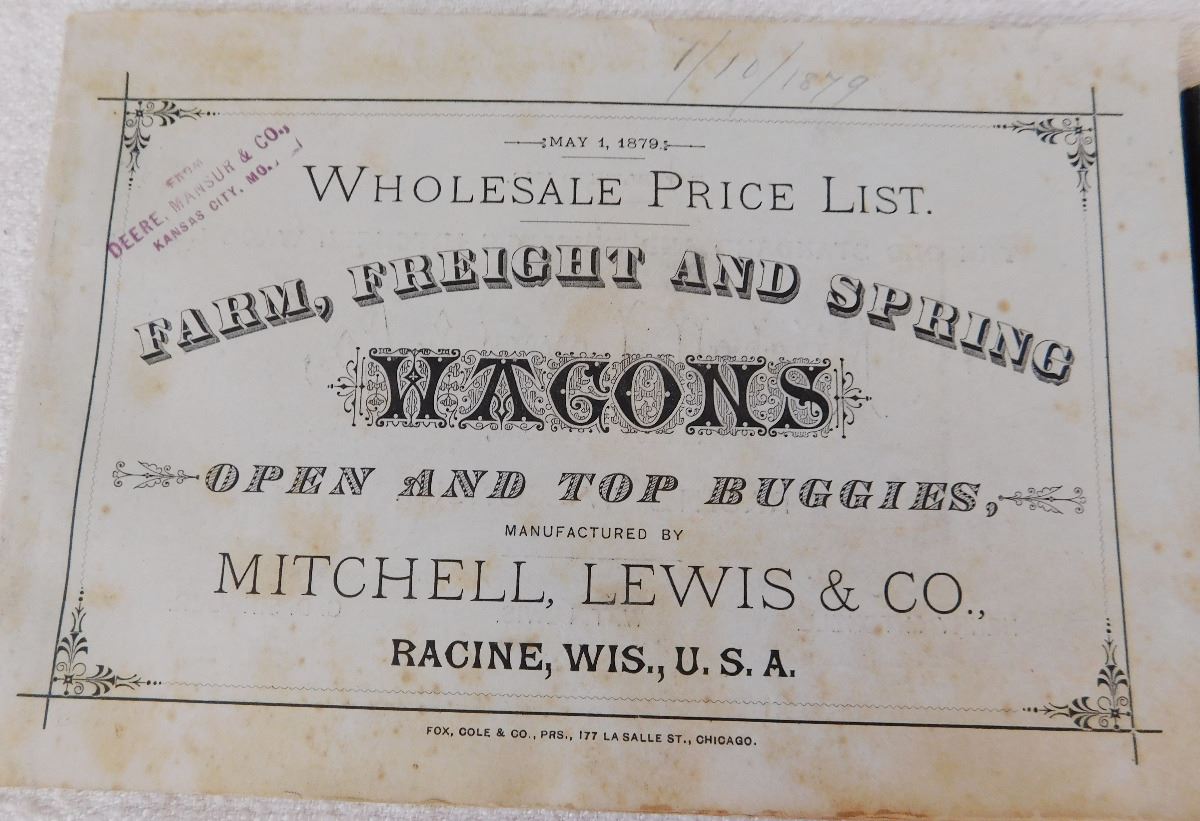 7/10/1879
MAY 1, 1879.
WHOLESALE PRICE LIST.
FROM
DEERE, MANSUR & CO.,
KANSAS CITY, MO.
FARM, FREIGHT AND SPRING
WAGONS
OPEN AND TOP BUGGIES,
MANUFACTURED BY
MITCHELL, LEWIS & CO.,
RACINE, WIS., U. S. A.
FOX, COLE & CO., PRS., 177 LA SALLE ST., CHICAGO.